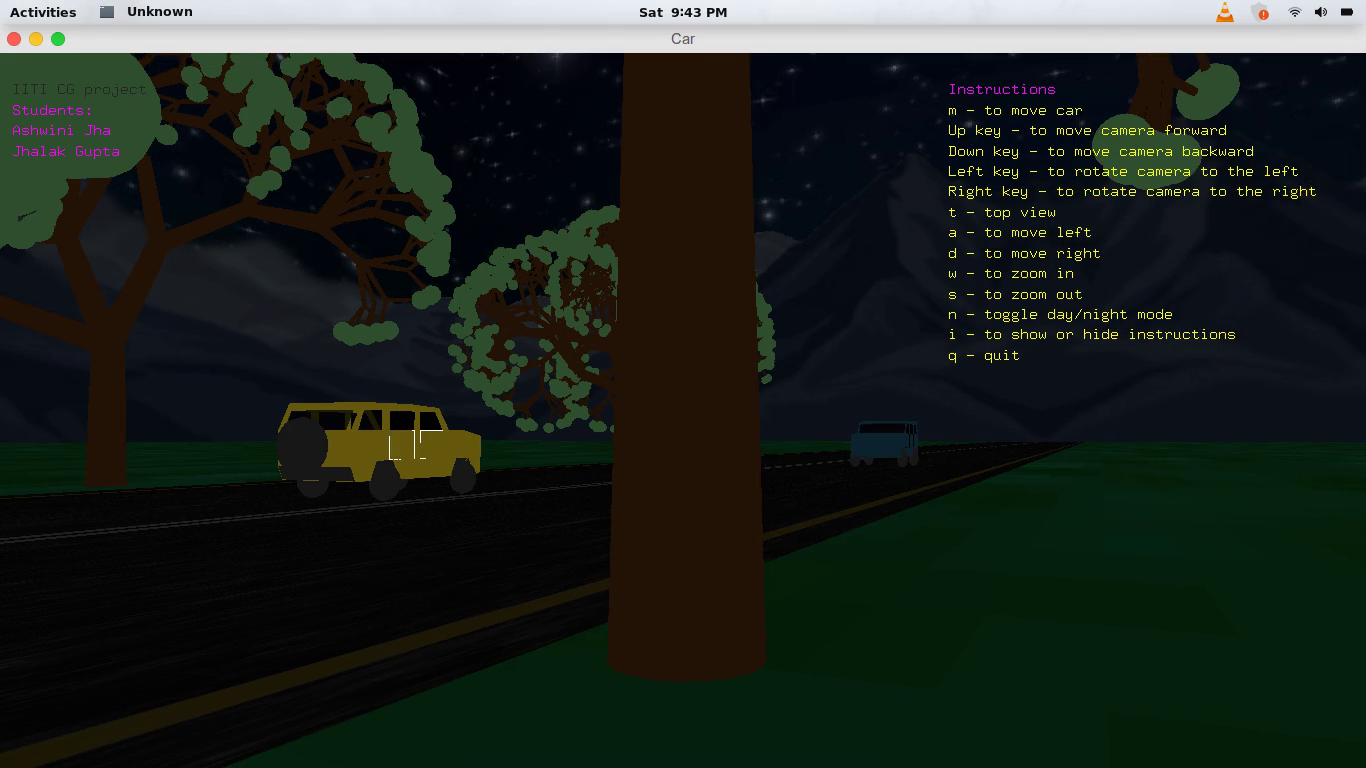 Activities Unknown Sat 9:43 PM
Car
IITI CG project
Students:
Ashwini Jha
Jhalak Gupta
Instructions
m - to move car
Up key - to move camera forward
Down key - to move camera backward
Left key - to rotate camera to the left
Right key - to rotate camera to the right
t - top view
a - to move left
d - to move right
w - to zoom in
s - to zoom out
n - toggle day/night mode
i - to show or hide instructions
q - quit